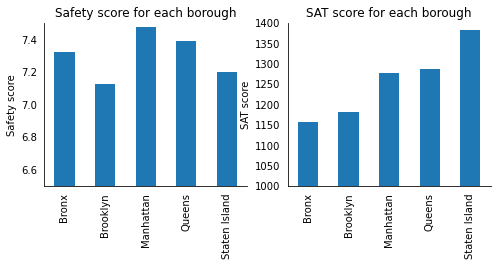 Safety score for each borough
Safety score
7.4
7.2
7.0
6.8
6.6
Bronx
Brooklyn
Manhattan
Queens
Staten Island
SAT score for each borough
SAT score
1400
1350
1300
1250
1200
1150
1100
1050
1000
Bronx
Brooklyn
Manhattan
Queens
Staten Island